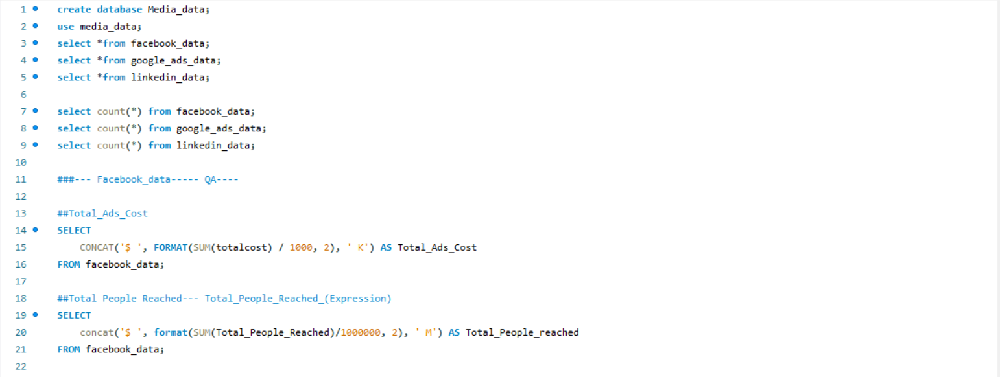 1 create database Media_data;
2 use media_data;
3 select *from facebook_data;
4 select *from google_ads_data;
5 select *from linkedin_data;
6
7 select count(*) from facebook_data;
8 select count(*) from google_ads_data;
9 select count(*) from linkedin_data;
10
11 ###--- Facebook_data----- QA----
12
13 ##Total_Ads_Cost
14 SELECT
15 CONCAT('$ ', FORMAT(SUM(totalcost) / 1000, 2), ' K') AS Total_Ads_Cost
16 FROM facebook_data;
17
18 ##Total People Reached--- Total_People_Reached_(Expression)
19 SELECT
20 concat('$ ', format(SUM(Total_People_Reached)/1000000, 2), ' M') AS Total_People_reached
21 FROM facebook_data;
22